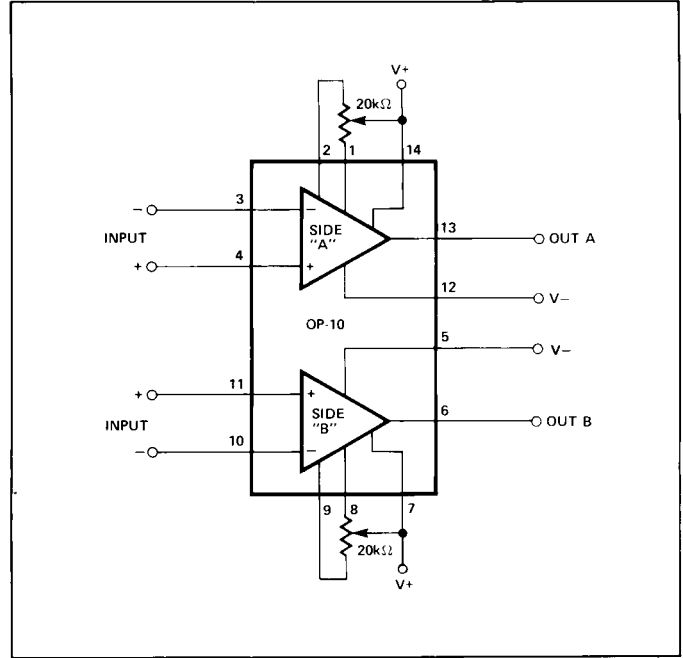 V+
20kΩ
2 1 14
3
−
−
SIDE
"A"
13
OUT A
INPUT
4
+
+
12
V−
OP-10
5
V−
11
+
+
SIDE
"B"
6
OUT B
INPUT
10
−
−
9 8 7
20kΩ
V+